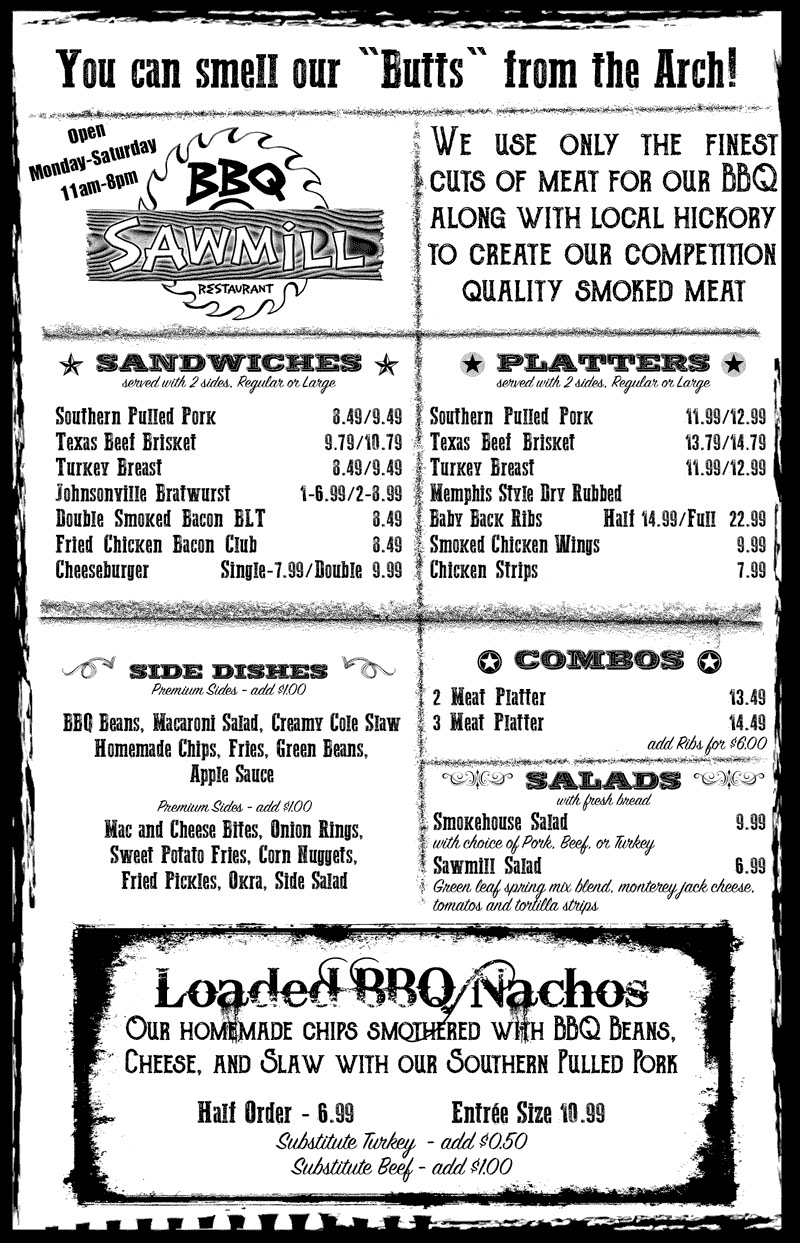 You can smell our "Butts" from the Arch!
Open
Monday-Saturday
11am-8pm
BBQ
SAWMILL
RESTAURANT
We use only the finest
cuts of meat for our BBQ
along with local hickory
to create our competition
quality smoked meat
SANDWICHES
served with 2 sides, Regular or Large
Southern Pulled Pork 8.49/9.49
Texas Beef Brisket 9.79/10.79
Turkey Breast 8.49/9.49
Johnsonville Bratwurst 1-6.99/2-8.99
Double Smoked Bacon BLT 8.49
Fried Chicken Bacon Club 8.49
Cheeseburger Single-7.99/Double 9.99
PLATTERS
served with 2 sides, Regular or Large
Southern Pulled Pork 11.99/12.99
Texas Beef Brisket 13.79/14.79
Turkey Breast 11.99/12.99
Memphis Style Dry Rubbed
Baby Back Ribs Half 14.99/Full 22.99
Smoked Chicken Wings 9.99
Chicken Strips 7.99
SIDE DISHES
Premium Sides - add $1.00
BBQ Beans, Macaroni Salad, Creamy Cole Slaw
Homemade Chips, Fries, Green Beans,
Apple Sauce
Premium Sides - add $1.00
Mac and Cheese Bites, Onion Rings,
Sweet Potato Fries, Corn Nuggets,
Fried Pickles, Okra, Side Salad
COMBOS
2 Meat Platter 13.49
3 Meat Platter 14.49
add Ribs for $6.00
SALADS
with fresh bread
Smokehouse Salad 9.99
with choice of Pork, Beef, or Turkey
Sawmill Salad 6.99
Green leaf spring mix blend, monterey jack cheese,
tomatos and tortilla strips
Loaded BBQ Nachos
Our homemade chips smothered with BBQ Beans,
Cheese, and Slaw with our Southern Pulled Pork
Half Order - 6.99 Entrée Size 10.99
Substitute Turkey - add $0.50
Substitute Beef - add $1.00